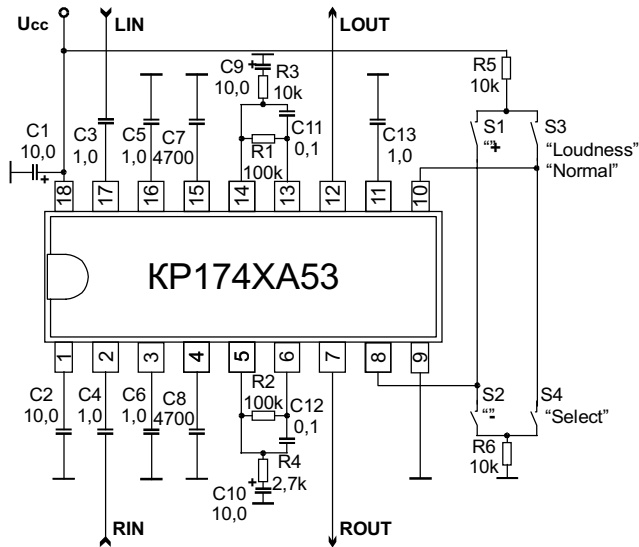 Ucc LIN LOUT
C9 + R3 R5
10,0 10k 10k
C1 C3 C5 C7 C11 C13 S1 S3
10,0 1,0 1,0 4700 R1 0,1 1,0 "+" "Loudness"
+ 100k "Normal"
18 17 16 15 14 13 12 11 10
КР174ХА53
1 2 3 4 5 6 7 8 9
C2 C4 C6 C8 R2 C12 S2 S4
10,0 1,0 1,0 4700 100k 0,1 "-" "Select"
R4 R6
C10 + 2,7k 10k
10,0
RIN ROUT